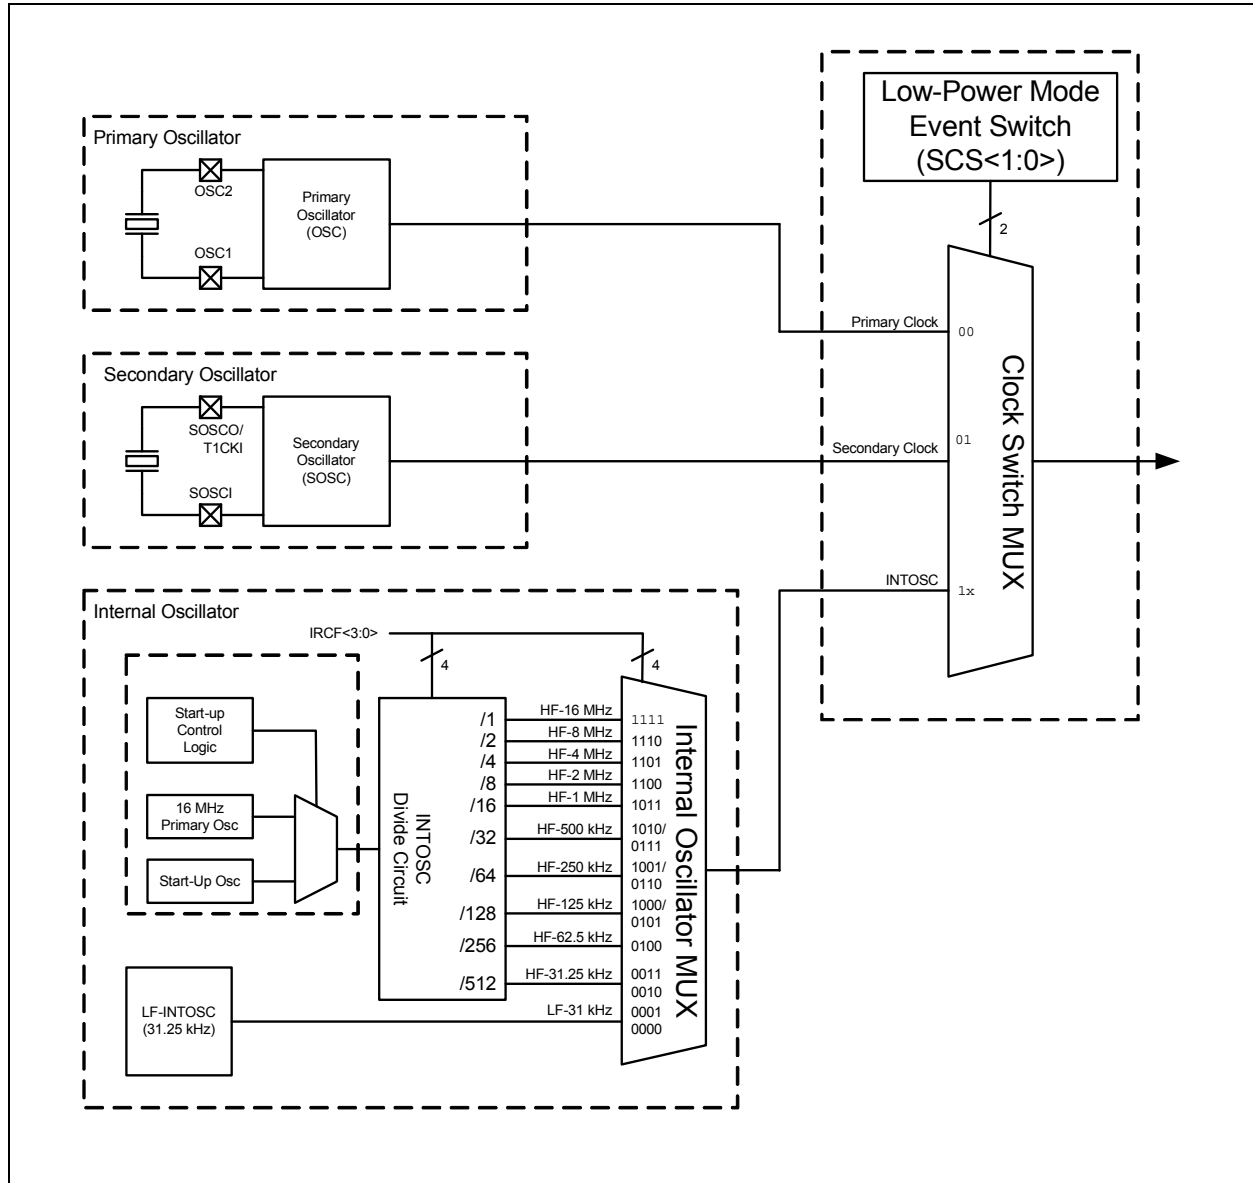 Low-Power Mode
Event Switch
(SCS<1:0>)
2
Primary Oscillator
OSC2
Primary
Oscillator
(OSC)
OSC1
Primary Clock
00
Secondary Oscillator
SOSCO/
T1CKI
Secondary
Oscillator
(SOSC)
SOSCI
Secondary Clock
01
Clock Switch MUX
INTOSC
1x
Internal Oscillator
IRCF<3:0>
4
4
Start-up
Control
Logic
16 MHz
Primary Osc
Start-Up Osc
INTOSC
Divide Circuit
/1
HF-16 MHz
1111
/2
HF-8 MHz
1110
/4
HF-4 MHz
1101
/8
HF-2 MHz
1100
/16
HF-1 MHz
1011
/32
HF-500 kHz
1010/
0111
/64
HF-250 kHz
1001/
0110
/128
HF-125 kHz
1000/
0101
/256
HF-62.5 kHz
0100
/512
HF-31.25 kHz
0011
0010
LF-31 kHz
0001
0000
Internal Oscillator MUX
LF-INTOSC
(31.25 kHz)